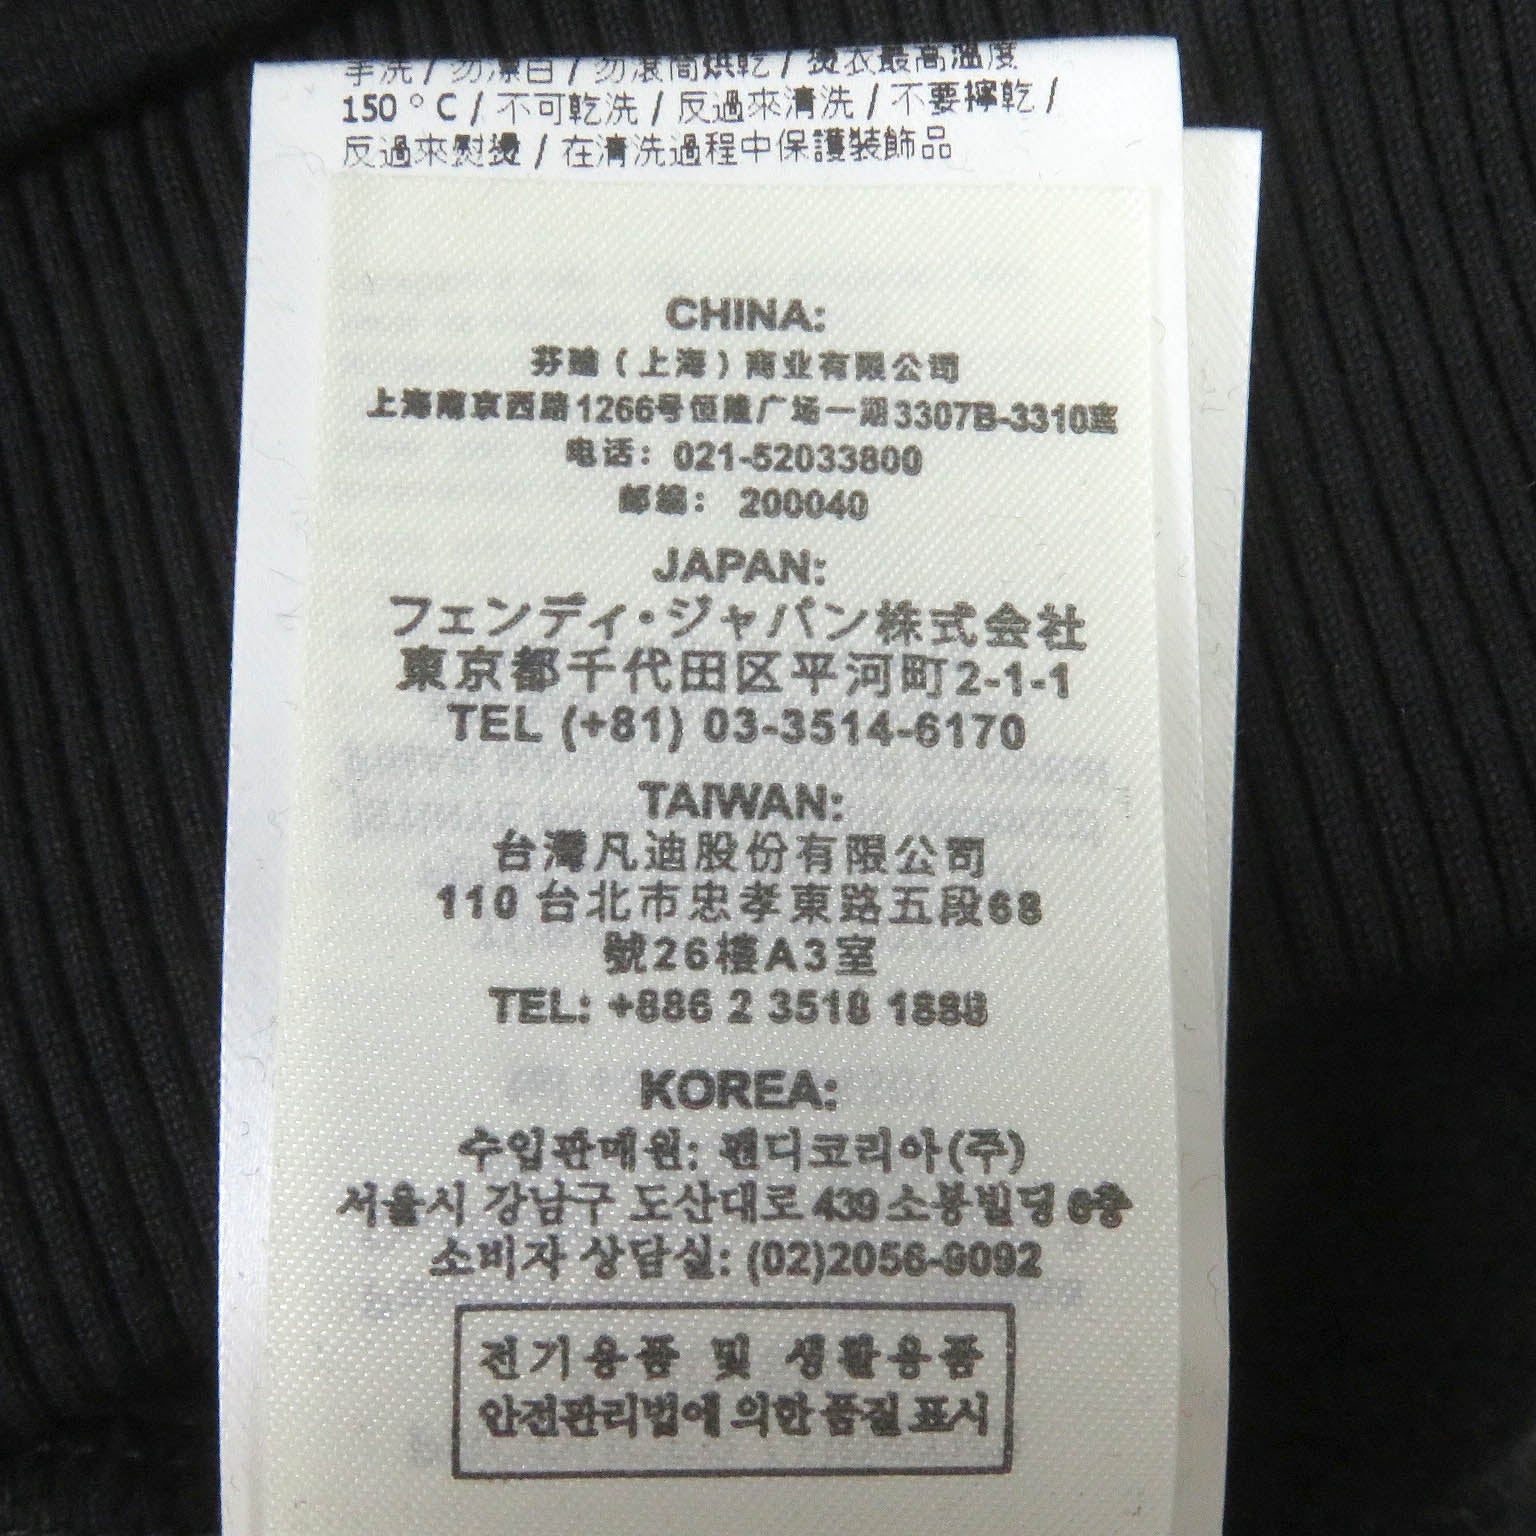 手洗 / 勿漂白 / 勿滾筒烘乾 / 燙衣最高溫度
150 ° C / 不可乾洗 / 反過來清洗 / 不要擰乾 /
反過來熨燙 / 在清洗過程中保護裝飾品
CHINA:
芬迪（上海）商业有限公司
上海南京西路1266号恒隆广场一期3307B-3310室
电话: 021-52033800
邮编: 200040
JAPAN:
フェンディ・ジャパン株式会社
東京都千代田区平河町2-1-1
TEL (+81) 03-3514-6170
TAIWAN:
台灣凡迪股份有限公司
110 台北市忠孝東路五段68
號26樓A3室
TEL: +886 2 3518 1888
KOREA:
수입판매원: 펜디코리아(주)
서울시 강남구 도산대로 439 소봉빌딩 6층
소비자 상담실: (02)2056-9092
전기용품 및 생활용품
안전관리법에 의한 품질 표시